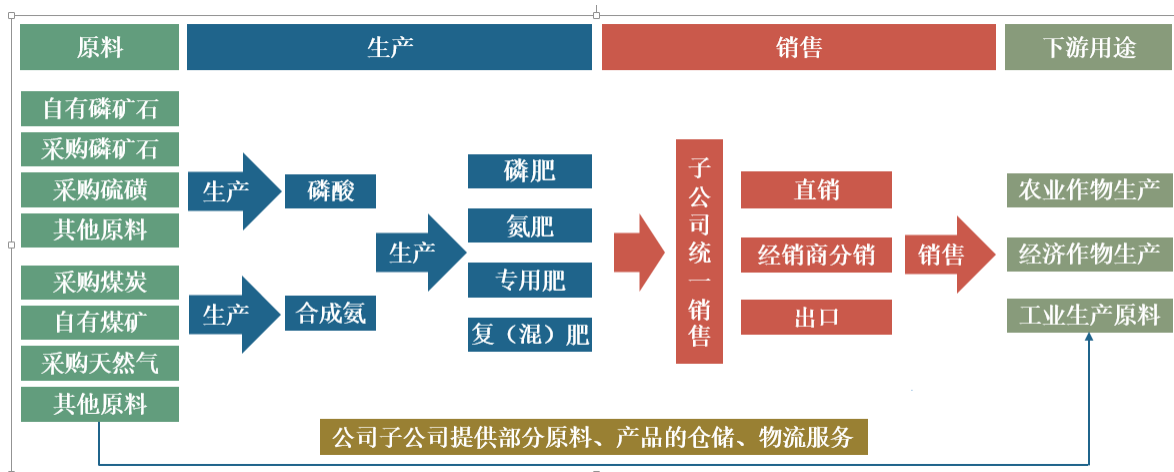 原料
生产
销售
下游用途
自有磷矿石
采购磷矿石
采购硫磺
其他原料
生产
磷酸
采购煤炭
自有煤矿
采购天然气
其他原料
生产
合成氨
生产
磷肥
氮肥
专用肥
复（混）肥
子公司统一销售
直销
经销商分销
出口
销售
农业作物生产
经济作物生产
工业生产原料
公司子公司提供部分原料、产品的仓储、物流服务